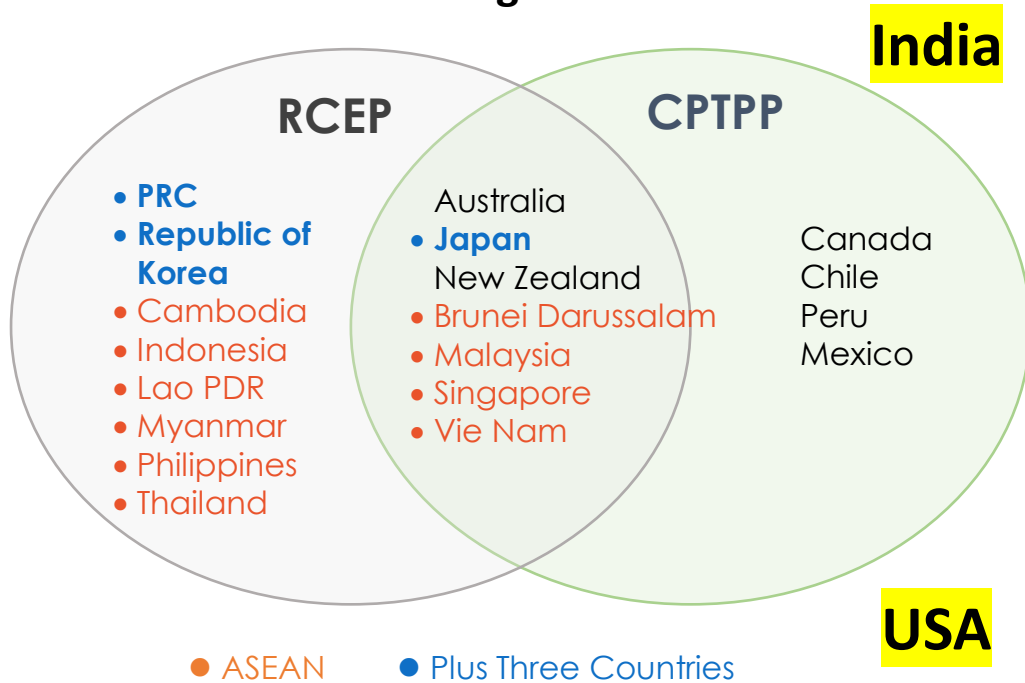 India
RCEP
CPTPP
• PRC
• Republic of
Korea
• Cambodia
• Indonesia
• Lao PDR
• Myanmar
• Philippines
• Thailand
Australia
• Japan
New Zealand
• Brunei Darussalam
• Malaysia
• Singapore
• Vie Nam
Canada
Chile
Peru
Mexico
USA
● ASEAN
● Plus Three Countries